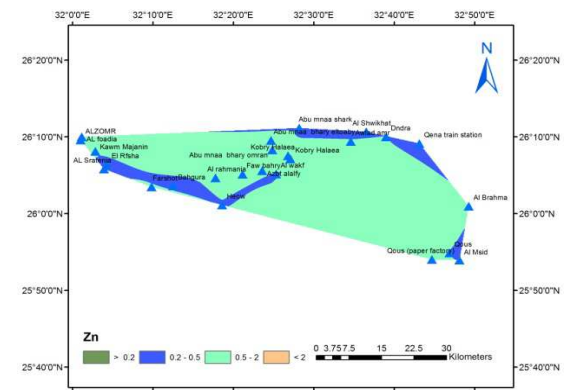 32°0'0"E 32°10'0"E 32°20'0"E 32°30'0"E 32°40'0"E 32°50'0"E
N
26°20'0"N 26°20'0"N
Abu mnaa shark
Al Shwikhat
ALZOMR
26°10'0"N 26°10'0"N
Abu mnaa bhary Dndra
AL foadia
Qena train station
Kawm Majanin
Kobry Halaea
Kobry Halaea
El Rfsha
Abu mnaa bhary omran
AL Srafenia
Al rahmania Faw bahry Al wakf
Azbt alalfy
Farshot Bahgura
Al Brahma
Heow
26°0'0"N 26°0'0"N
Qous
Qous (paper factory) Al Msid
25°50'0"N 25°50'0"N
Zn
> 0.2 0.2 - 0.5 0.5 - 2 < 2
0 3.75 7.5 15 22.5 30
Kilometers
25°40'0"N 25°40'0"N